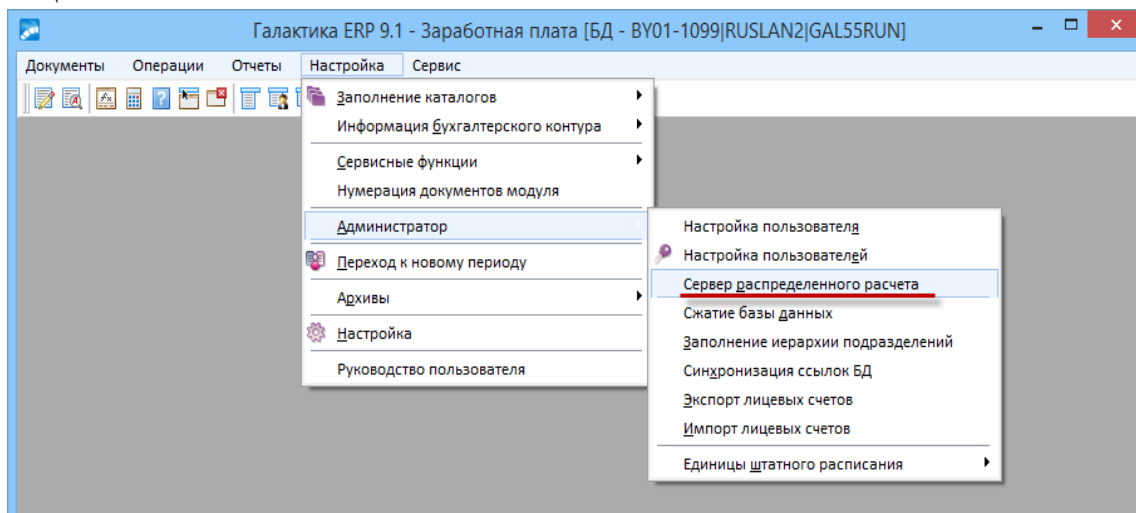 Галактика ERP 9.1 - Заработная плата [БД - BY01-1099|RUSLAN2|GAL55RUN]
Документы Операции Отчеты Настройка Сервис
Заполнение каталогов
Информация бухгалтерского контура
Сервисные функции
Нумерация документов модуля
Администратор
Переход к новому периоду
Архивы
Настройка
Руководство пользователя
Настройка пользователя
Настройка пользователей
Сервер распределенного расчета
Сжатие базы данных
Заполнение иерархии подразделений
Синхронизация ссылок БД
Экспорт лицевых счетов
Импорт лицевых счетов
Единицы штатного расписания